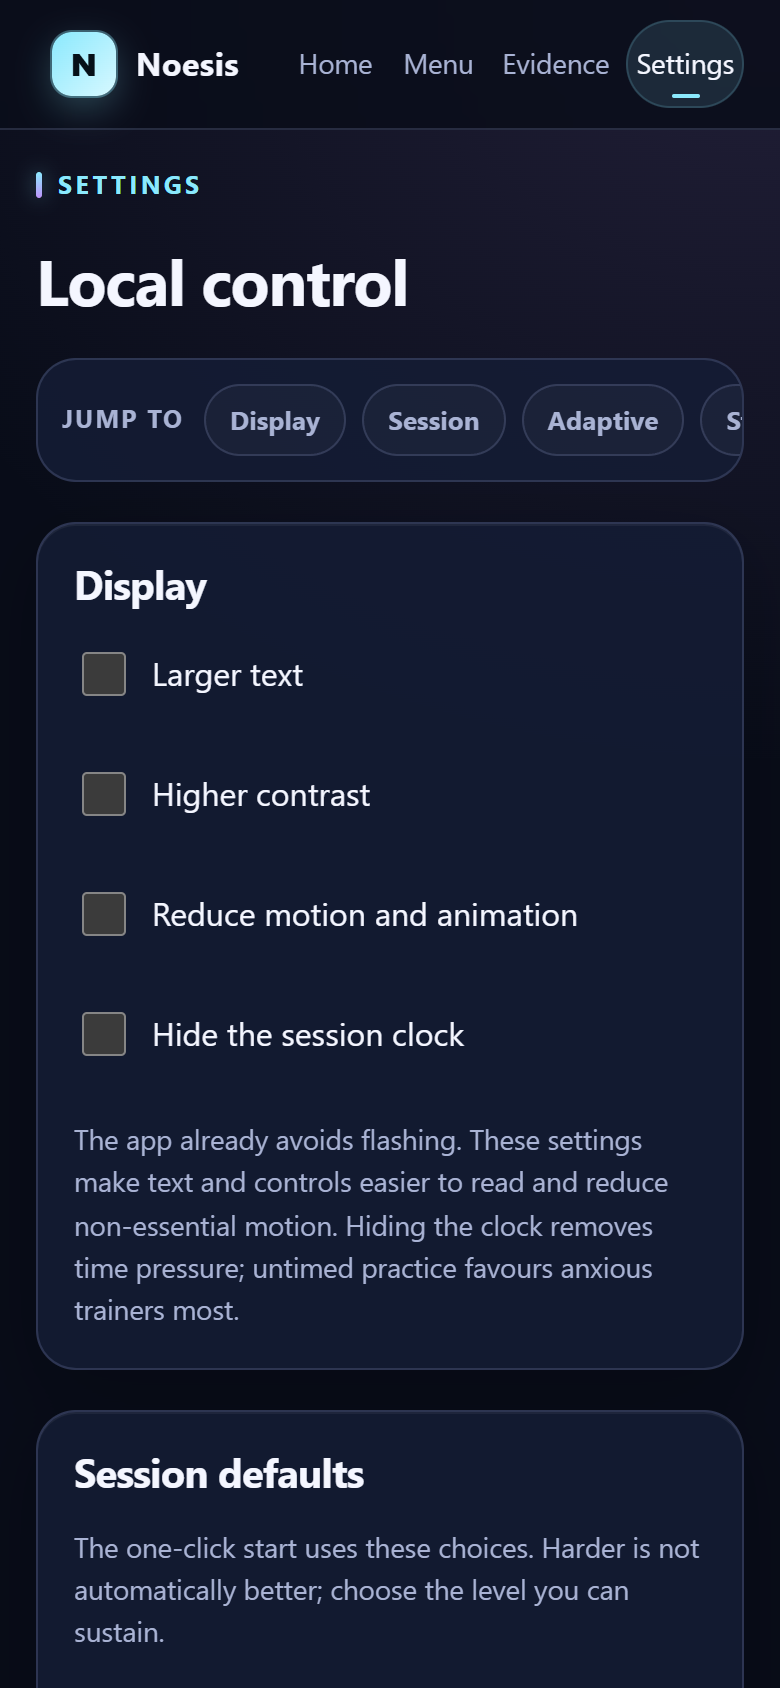 N Noesis Home Menu Evidence Settings
SETTINGS
Local control
JUMP TO Display Session Adaptive
Display
Larger text
Higher contrast
Reduce motion and animation
Hide the session clock
The app already avoids flashing. These settings
make text and controls easier to read and reduce
non-essential motion. Hiding the clock removes
time pressure; untimed practice favours anxious
trainers most.
Session defaults
The one-click start uses these choices. Harder is not
automatically better; choose the level you can
sustain.